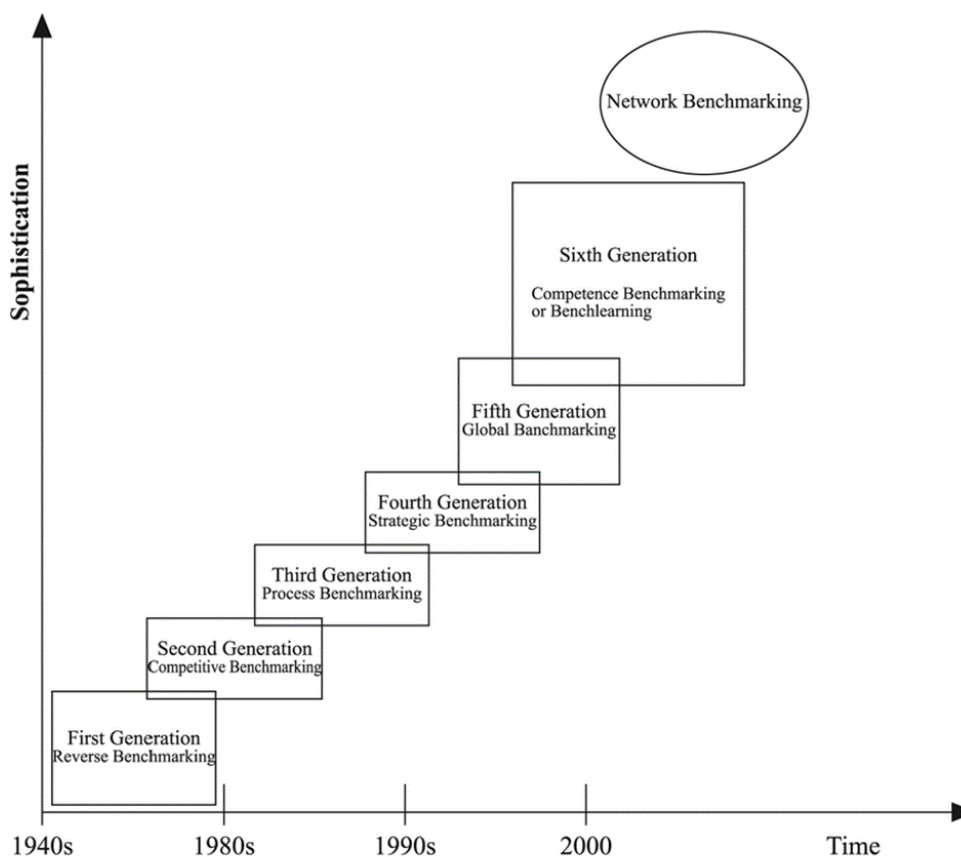 Network Benchmarking
Sophistication
Sixth Generation
Competence Benchmarking
or Benchlearning
Fifth Generation
Global Banchmarking
Fourth Generation
Strategic Benchmarking
Third Generation
Process Benchmarking
Second Generation
Competitive Benchmarking
First Generation
Reverse Benchmarking
1940s 1980s 1990s 2000 Time